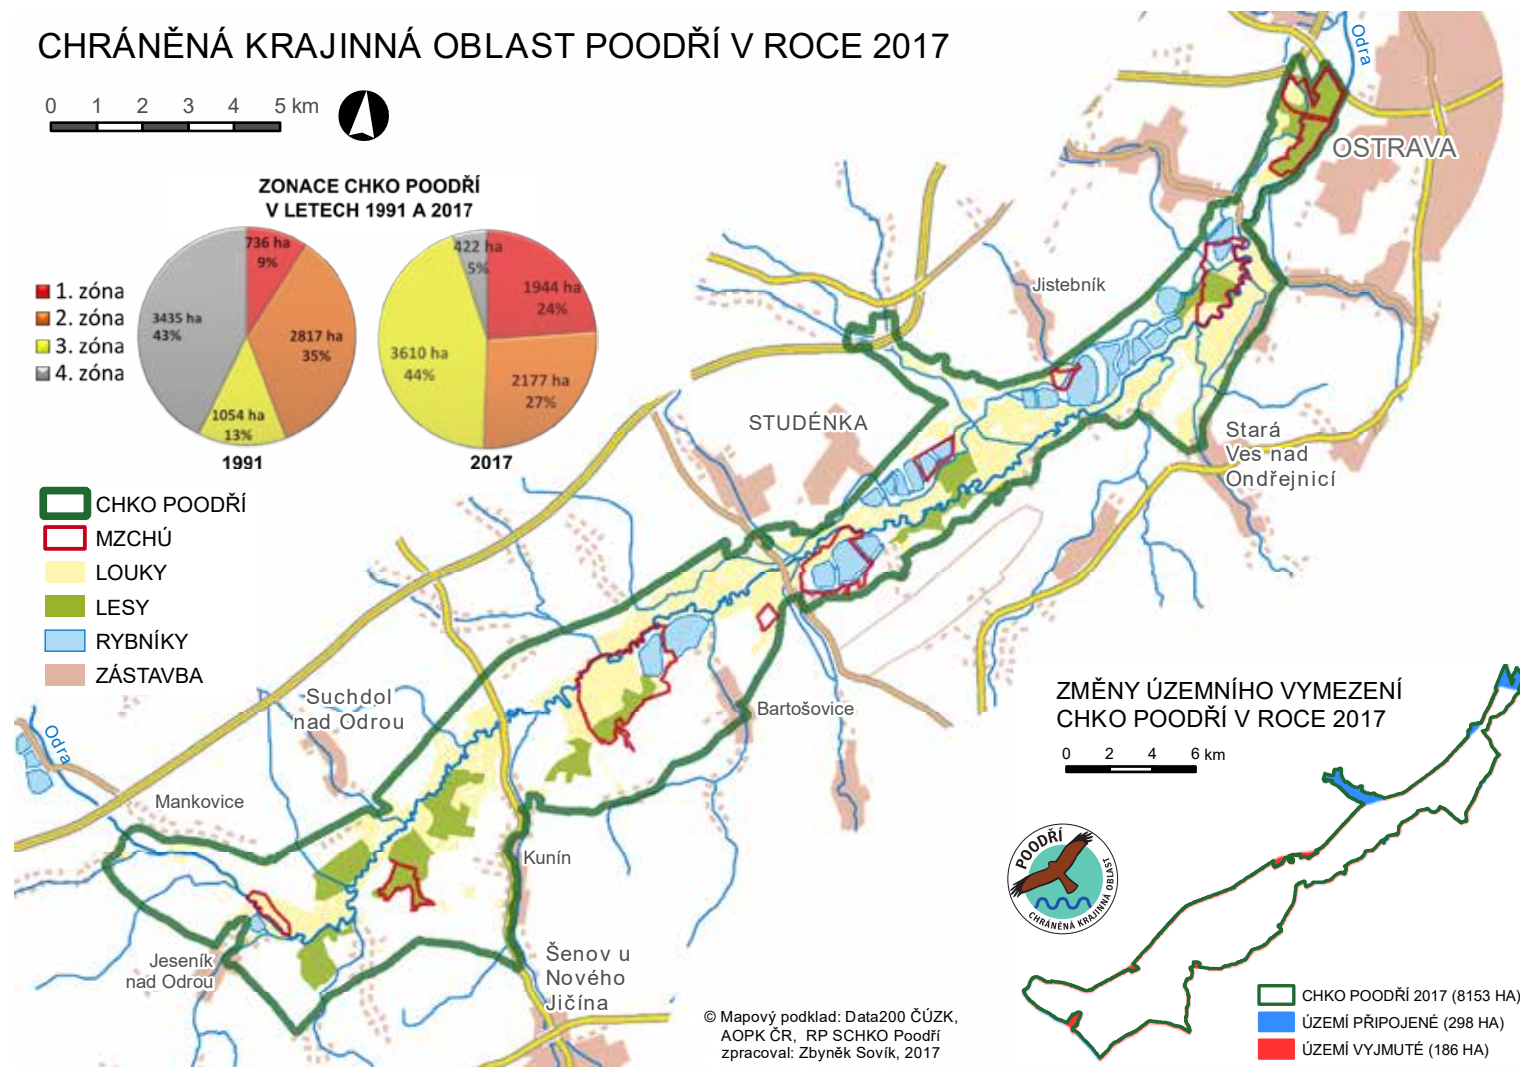 CHRÁNĚNÁ KRAJINNÁ OBLAST POODŘÍ V ROCE 2017
0 1 2 3 4 5 km
ZONACE CHKO POODŘÍ
V LETECH 1991 A 2017
1. zóna
2. zóna
3. zóna
4. zóna
736 ha
9%
2817 ha
35%
1054 ha
13%
3435 ha
43%
1991
422 ha
5%
1944 ha
24%
2177 ha
27%
3610 ha
44%
2017
CHKO POODŘÍ
MZCHÚ
LOUKY
LESY
RYBNÍKY
ZÁSTAVBA
Odra
OSTRAVA
Jistebník
STUDÉNKA
Stará
Ves nad
Ondřejnicí
Bartošovice
Suchdol
nad Odrou
Odra
Mankovice
Kunín
Jeseník
nad Odrou
Šenov u
Nového
Jičína
ZMĚNY ÚZEMNÍHO VYMEZENÍ
CHKO POODŘÍ V ROCE 2017
0 2 4 6 km
POODŘÍ
CHRÁNĚNÁ KRAJINNÁ OBLAST
CHKO POODŘÍ 2017 (8153 HA)
ÚZEMÍ PŘIPOJENÉ (298 HA)
ÚZEMÍ VYJMUTÉ (186 HA)
© Mapový podklad: Data200 ČÚZK,
AOPK ČR, RP SCHKO Poodří
zpracoval: Zbyněk Sovík, 2017